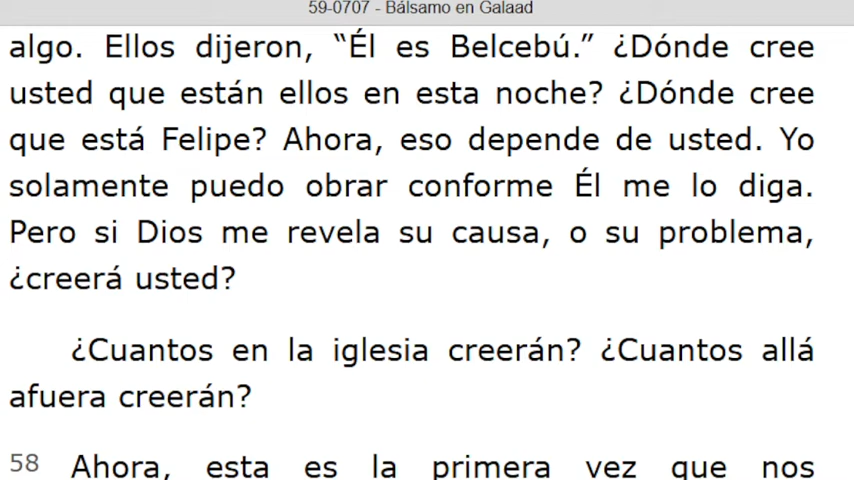 59-0707 - Bálsamo en Galaad
algo. Ellos dijeron, “Él es Belcebú.” ¿Dónde cree
usted que están ellos en esta noche? ¿Dónde cree
que está Felipe? Ahora, eso depende de usted. Yo
solamente puedo obrar conforme Él me lo diga.
Pero si Dios me revela su causa, o su problema,
¿creerá usted?
¿Cuantos en la iglesia creerán? ¿Cuantos allá
afuera creerán?
58 Ahora, esta es la primera vez que nos